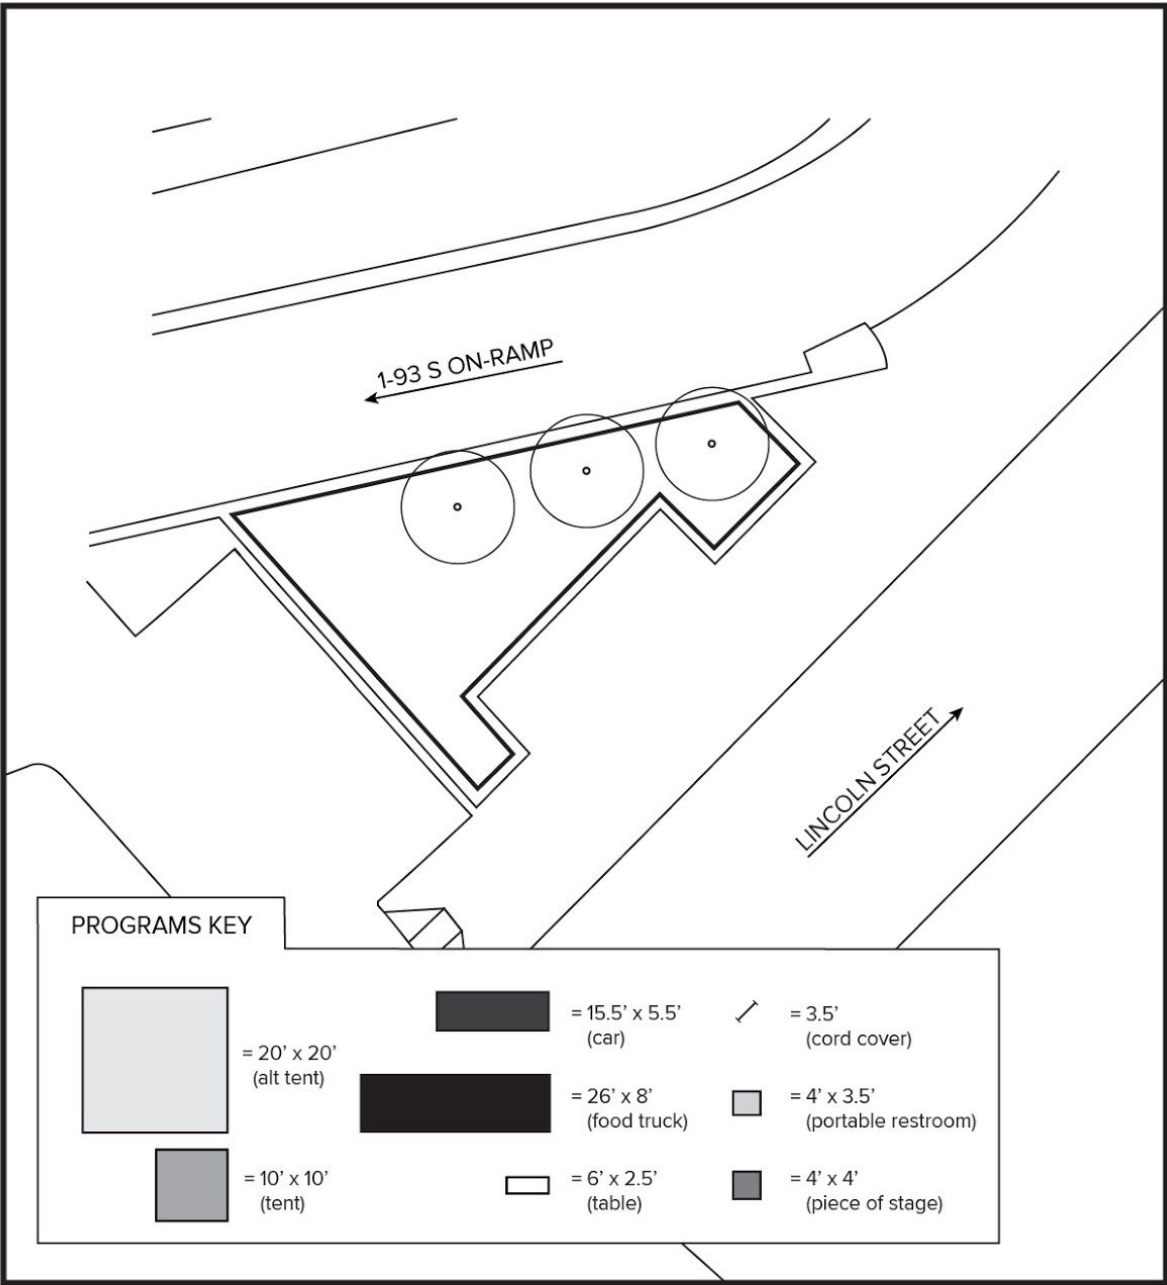 1-93 S ON-RAMP
LINCOLN STREET
PROGRAMS KEY
= 20’ x 20’
(alt tent)
= 10’ x 10’
(tent)
= 15.5’ x 5.5’
(car)
= 26’ x 8’
(food truck)
= 6’ x 2.5’
(table)
= 3.5’
(cord cover)
= 4’ x 3.5’
(portable restroom)
= 4’ x 4’
(piece of stage)